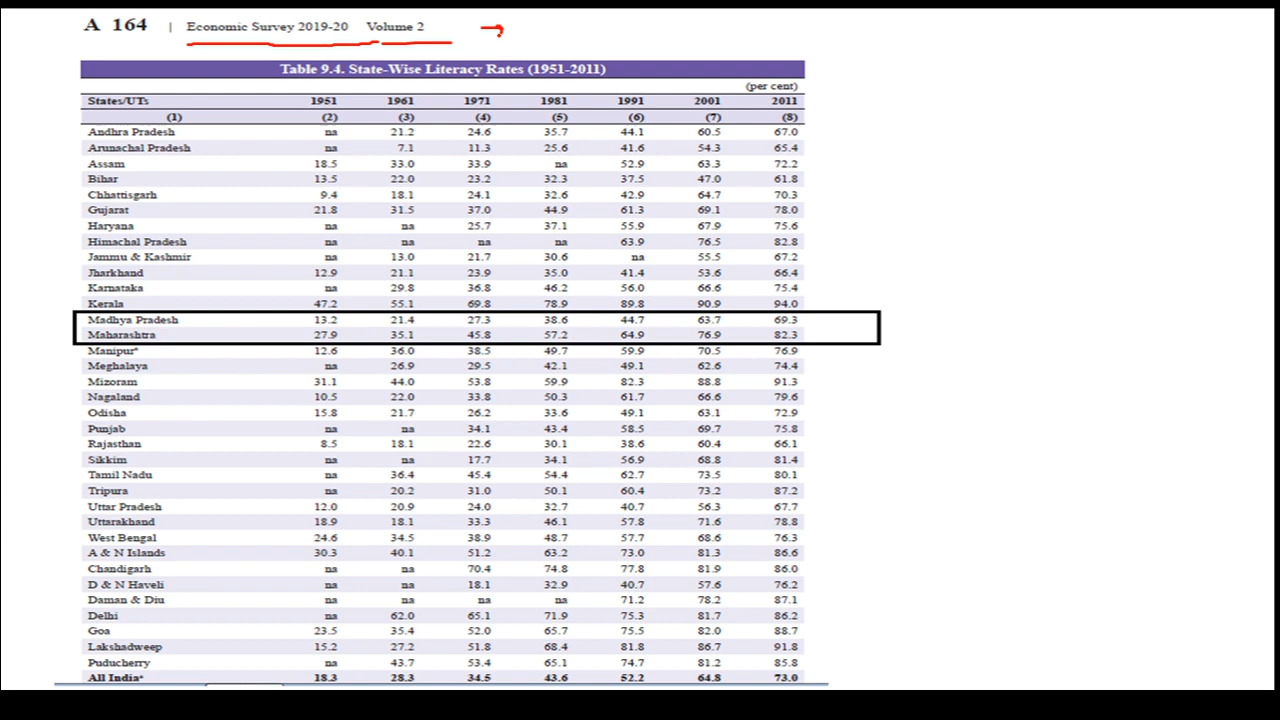 A 164 | Economic Survey 2019-20 Volume 2
Table 9.4. State-Wise Literacy Rates (1951-2011)
(per cent)
States/UTs 1951 1961 1971 1981 1991 2001 2011
(1) (2) (3) (4) (5) (6) (7) (8)
Andhra Pradesh na 21.2 24.6 35.7 44.1 60.5 67.0
Arunachal Pradesh na 7.1 11.3 25.6 41.6 54.3 65.4
Assam 18.5 33.0 33.9 na 52.9 63.3 72.2
Bihar 13.5 22.0 23.2 32.3 37.5 47.0 61.8
Chhattisgarh 9.4 18.1 24.1 32.6 42.9 64.7 70.3
Gujarat 21.8 31.5 37.0 44.9 61.3 69.1 78.0
Haryana na na 25.7 37.1 55.9 67.9 75.6
Himachal Pradesh na na na na 63.9 76.5 82.8
Jammu & Kashmir na 13.0 21.7 30.6 na 55.5 67.2
Jharkhand 12.9 21.1 23.9 35.0 41.4 53.6 66.4
Karnataka na 29.8 36.8 46.2 56.0 66.6 75.4
Kerala 47.2 55.1 69.8 78.9 89.8 90.9 94.0
Madhya Pradesh 13.2 21.4 27.3 38.6 44.7 63.7 69.3
Maharashtra 27.9 35.1 45.8 57.2 64.9 76.9 82.3
Manipur* 12.6 36.0 38.5 49.7 59.9 70.5 76.9
Meghalaya na 26.9 29.5 42.1 49.1 62.6 74.4
Mizoram 31.1 44.0 53.8 59.9 82.3 88.8 91.3
Nagaland 10.5 22.0 33.8 50.3 61.7 66.6 79.6
Odisha 15.8 21.7 26.2 33.6 49.1 63.1 72.9
Punjab na na 34.1 43.4 58.5 69.7 75.8
Rajasthan 8.5 18.1 22.6 30.1 38.6 60.4 66.1
Sikkim na na 17.7 34.1 56.9 68.8 81.4
Tamil Nadu na 36.4 45.4 54.4 62.7 73.5 80.1
Tripura na 20.2 31.0 50.1 60.4 73.2 87.2
Uttar Pradesh 12.0 20.9 24.0 32.7 40.7 56.3 67.7
Uttarakhand 18.9 18.1 33.3 46.1 57.8 71.6 78.8
West Bengal 24.6 34.5 38.9 48.7 57.7 68.6 76.3
A & N Islands 30.3 40.1 51.2 63.2 73.0 81.3 86.6
Chandigarh na na 70.4 74.8 77.8 81.9 86.0
D & N Haveli na na 18.1 32.9 40.7 57.6 76.2
Daman & Diu na na na na 71.2 78.2 87.1
Delhi na 62.0 65.1 71.9 75.3 81.7 86.2
Goa 23.5 35.4 52.0 65.7 75.5 82.0 88.7
Lakshadweep 15.2 27.2 51.8 68.4 81.8 86.7 91.8
Puducherry na 43.7 53.4 65.1 74.7 81.2 85.8
All India* 18.3 28.3 34.5 43.6 52.2 64.8 73.0